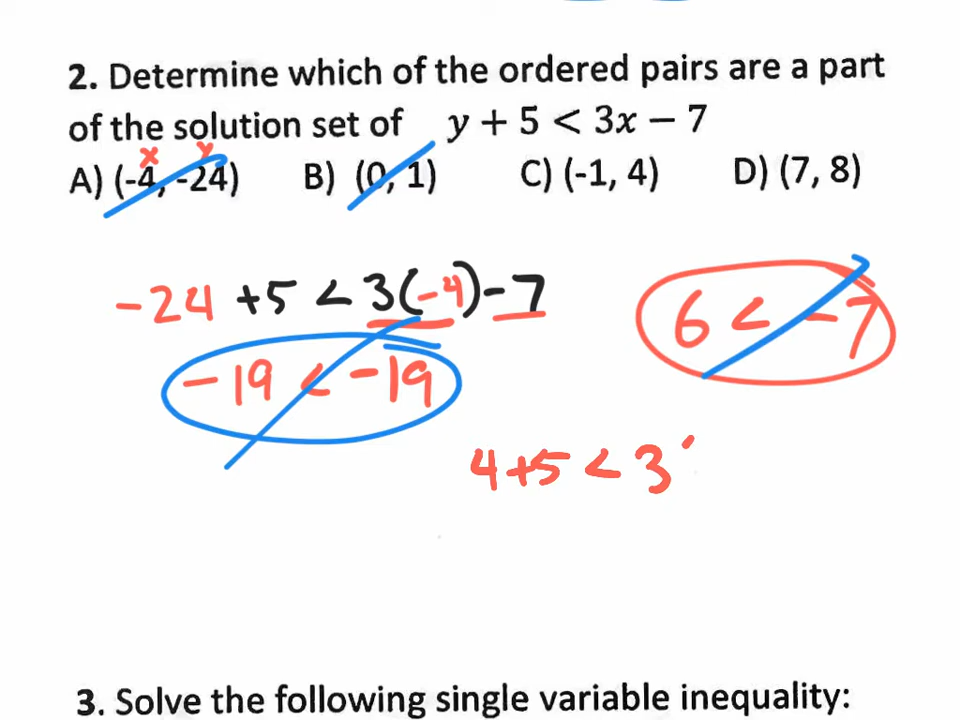 2. Determine which of the ordered pairs are a part
of the solution set of y + 5 < 3x − 7
x y
A) (-4, -24) B) (0, 1) C) (-1, 4) D) (7, 8)
-24 +5 < 3(-4) -7
6 < -7
-19 < -19
4+5 < 3
3. Solve the following single variable inequality: